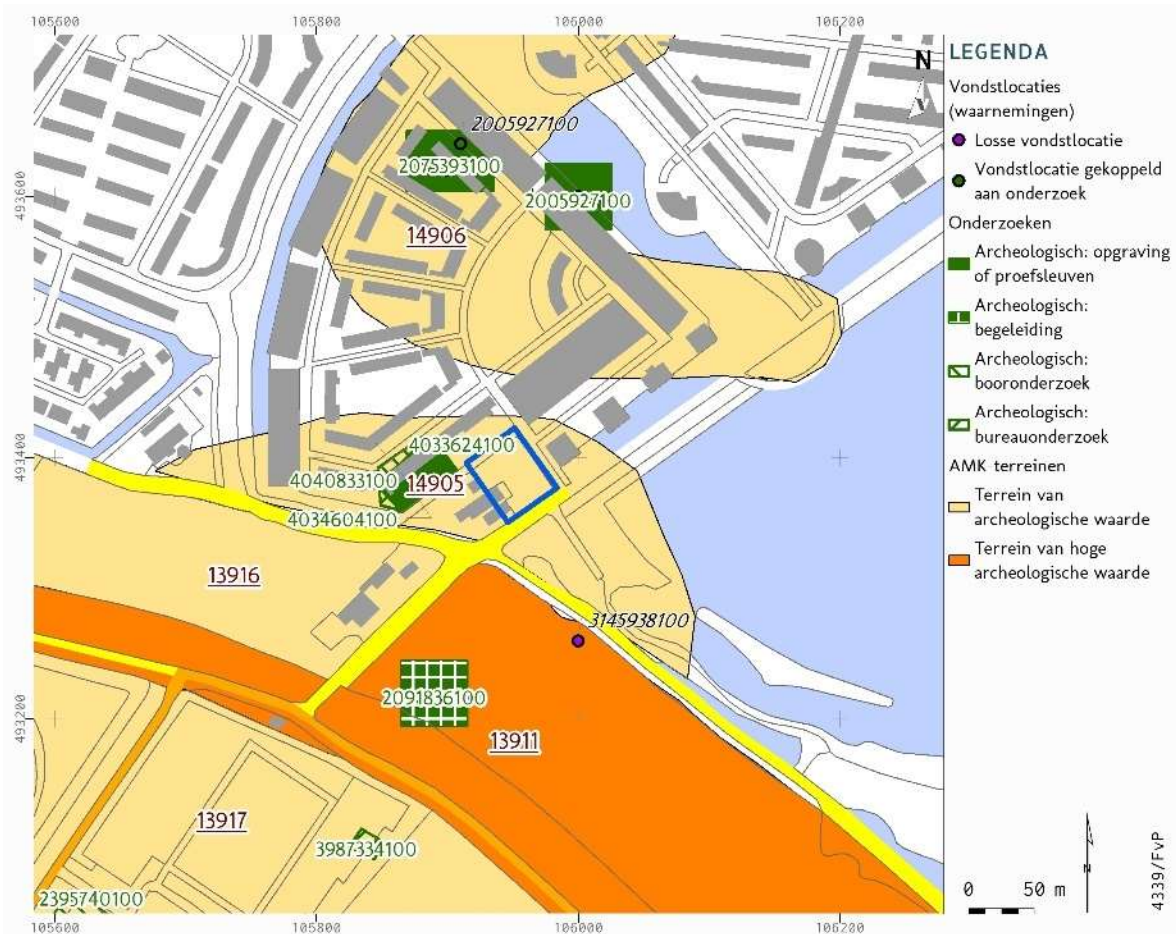 105600
105800
106000
106200
493600
493400
493200
2005927100
2075393100
2005927100
14906
4033624100
4040833100
14905
4034604100
13916
3145938100
2091836100
13911
13917
3987334100
2395740100
105600
105800
106000
106200
LEGENDA
N
Vondstlocaties
(waarnemingen)
Losse vondstlocatie
Vondstlocatie gekoppeld
aan onderzoek
Onderzoeken
Archeologisch: opgraving
of proefsleuven
Archeologisch:
begeleiding
Archeologisch:
booronderzoek
Archeologisch:
bureauonderzoek
AMK terreinen
Terrein van
archeologische waarde
Terrein van hoge
archeologische waarde
N
0 50 m
4339/FvP